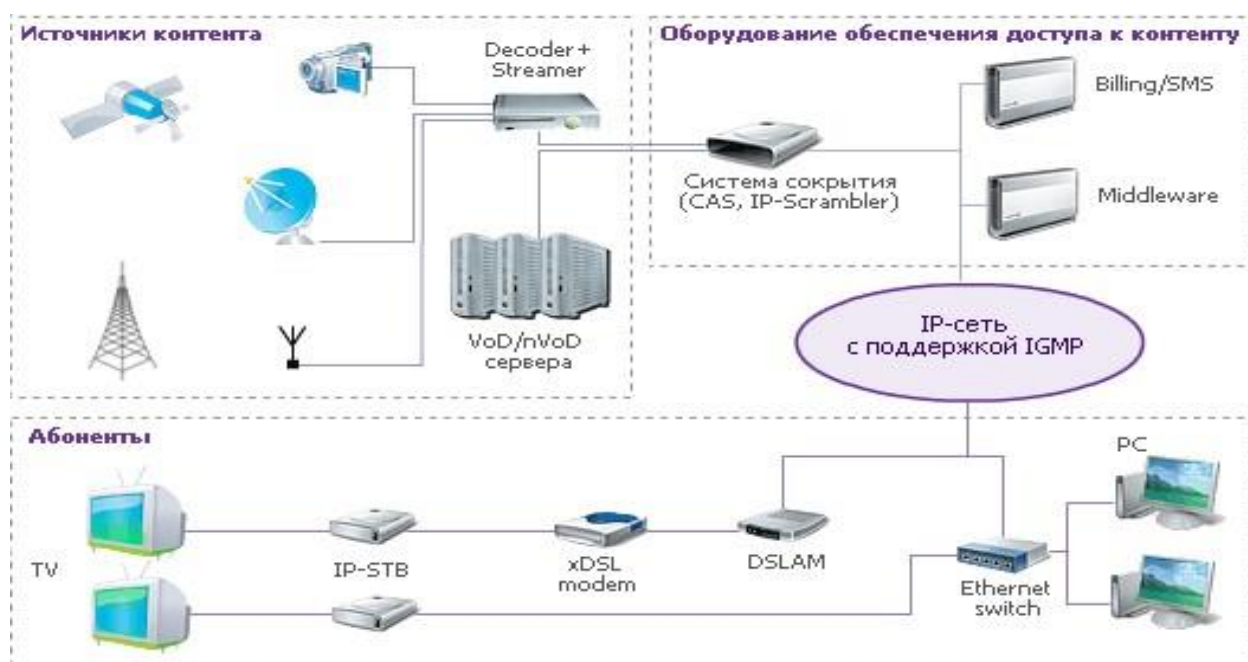 Источники контента
Decoder+
Streamer
VoD/nVoD
сервера
Оборудование обеспечения доступа к контенту
Billing/SMS
Система сокрытия
(CAS, IP-Scrambler)
Middleware
IP-сеть
с поддержкой IGMP
Абоненты
TV
IP-STB
xDSL
modem
DSLAM
Ethernet
switch
PC